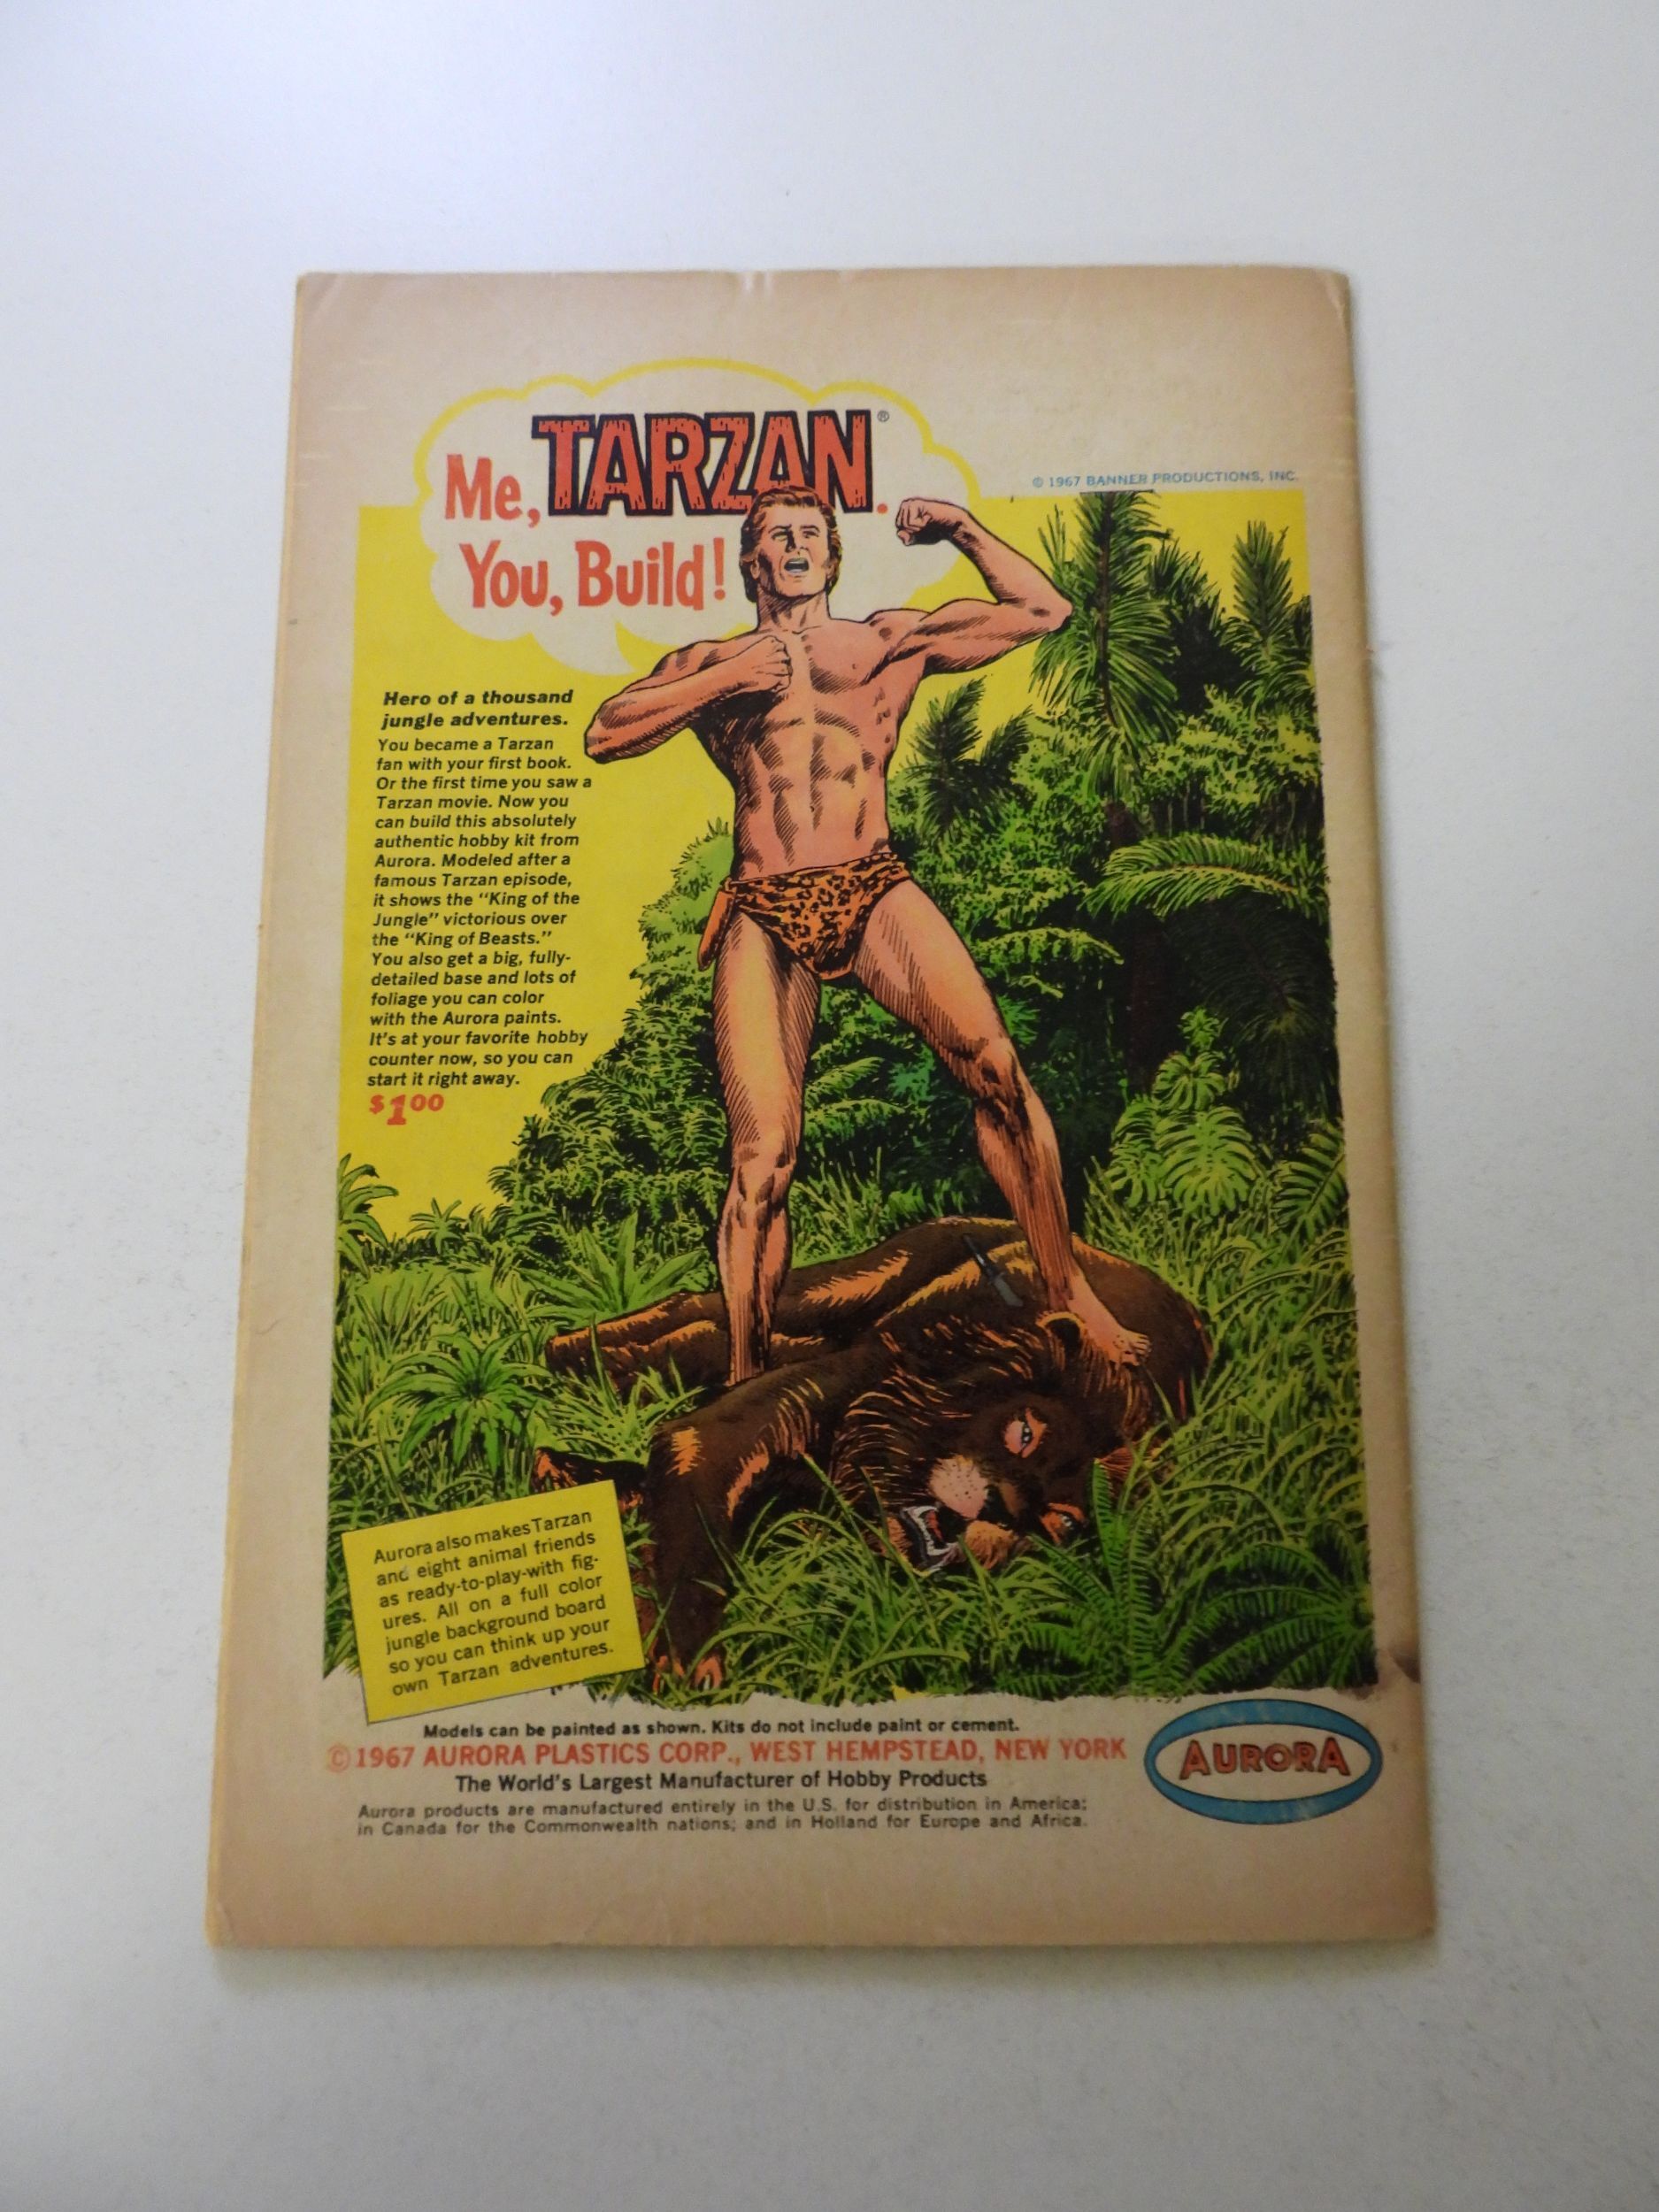 Me, TARZAN®.
You, Build!
© 1967 BANNER PRODUCTIONS, INC.
Hero of a thousand
jungle adventures.
You became a Tarzan
fan with your first book.
Or the first time you saw a
Tarzan movie. Now you
can build this absolutely
authentic hobby kit from
Aurora. Modeled after a
famous Tarzan episode,
it shows the "King of the
Jungle" victorious over
the "King of Beasts."
You also get a big, fully-
detailed base and lots of
foliage you can color
with the Aurora paints.
It's at your favorite hobby
counter now, so you can
start it right away.
$1.00
Aurora also makes Tarzan
and eight animal friends
as ready-to-play-with fig-
ures. All on a full color
jungle background board
so you can think up your
own Tarzan adventures.
Models can be painted as shown. Kits do not include paint or cement.
© 1967 AURORA PLASTICS CORP., WEST HEMPSTEAD, NEW YORK
The World's Largest Manufacturer of Hobby Products
Aurora products are manufactured entirely in the U.S. for distribution in America;
in Canada for the Commonwealth nations; and in Holland for Europe and Africa.
AURORA